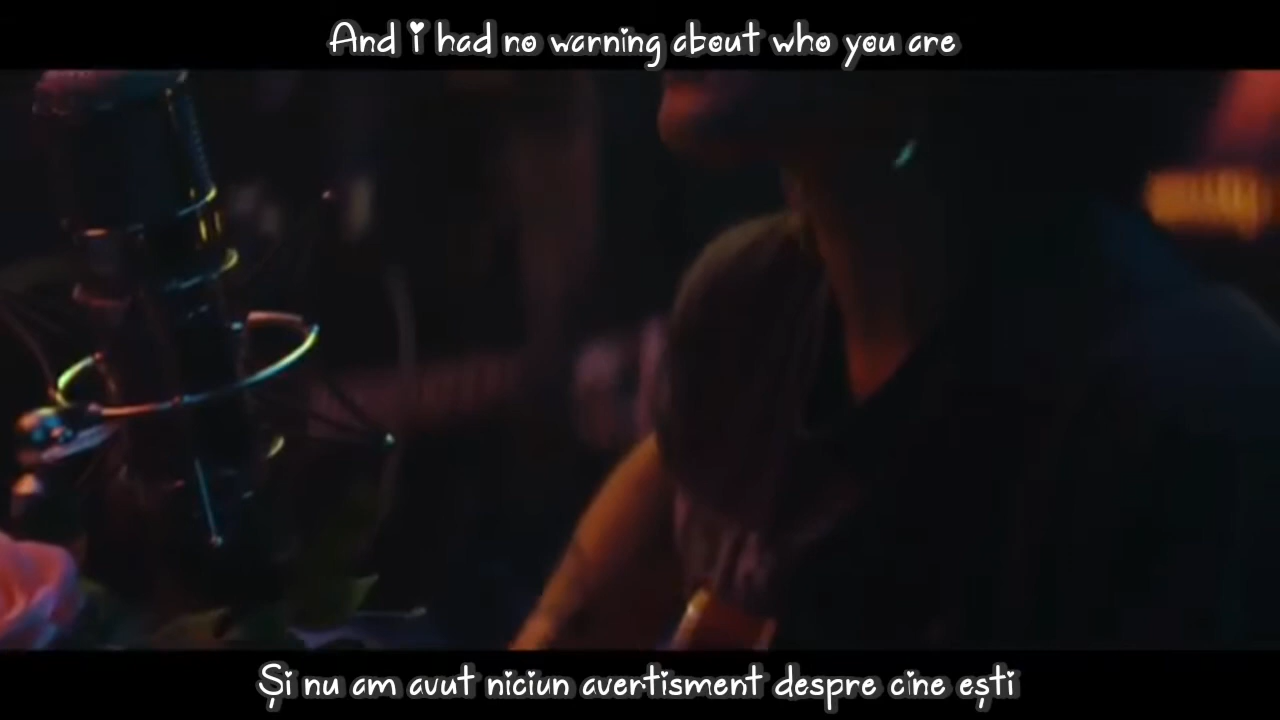 And i had no warning about who you are
Și nu am avut niciun avertisment despre cine ești